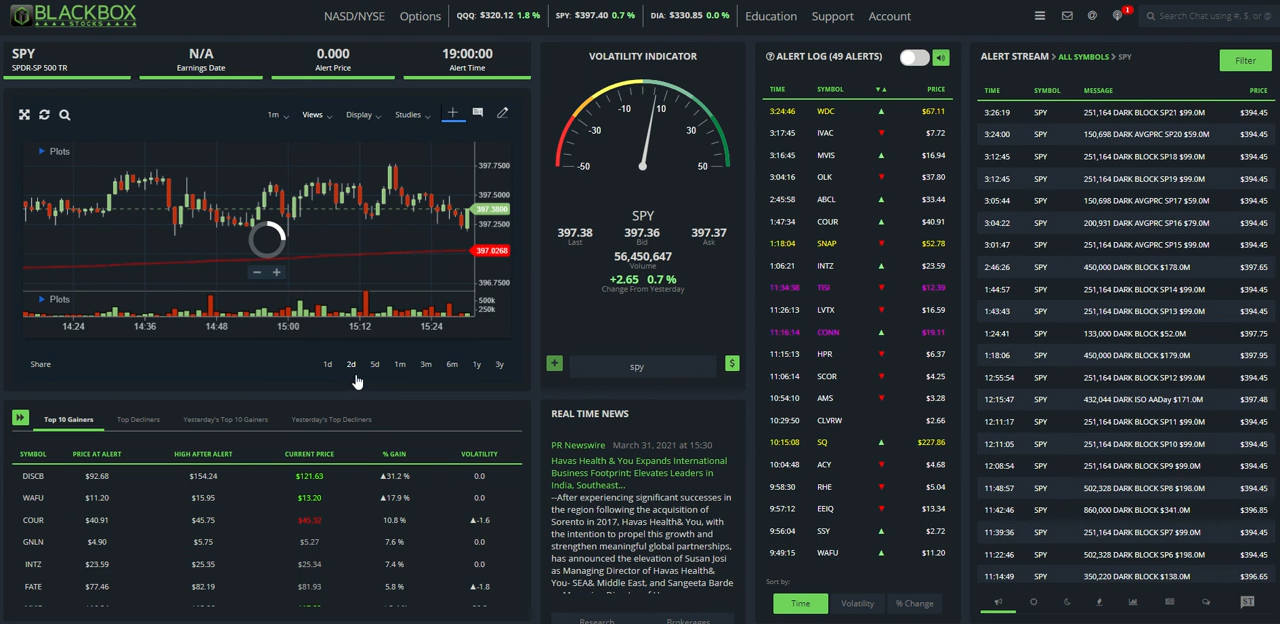 BLACKBOX
STOCKS
NASD/NYSE
Options
QQQ: $320.12 1.8 %
SPY: $397.40 0.7 %
DIA: $330.85 0.0 %
Education
Support
Account
1
Search Chat using #, $, or @
SPY
SPDR-SP 500 TR
N/A
Earnings Date
0.000
Alert Price
19:00:00
Alert Time
1m
Views
Display
Studies
Plots
397.7500
397.5000
397.3800
397.2500
397.0268
396.7500
Plots
500k
250k
14:24 14:36 14:48 15:00 15:12 15:24
Share
1d 2d 5d 1m 3m 6m 1y 3y
Top 10 Gainers
Top Decliners
Yesterday's Top 10 Gainers
Yesterday's Top Decliners
SYMBOL PRICE AT ALERT HIGH AFTER ALERT CURRENT PRICE % GAIN VOLATILITY
DISCB $92.68 $154.24 $121.63 ▲31.2 % 0.0
WAFU $11.20 $15.95 $13.20 ▲17.9 % 0.0
COUR $40.91 $45.75 $45.32 10.8 % ▲-1.6
GNLN $4.90 $5.75 $5.27 7.6 % 0.0
INTZ $23.59 $25.35 $25.34 7.4 % 0.0
FATE $77.46 $82.19 $81.93 5.8 % ▲-1.8
VOLATILITY INDICATOR
-50 -30 -10 10 30 50
SPY
397.38 397.36 397.37
Last Bid Ask
56,450,647
Volume
+2.65 0.7 %
Change From Yesterday
+
spy
$
REAL TIME NEWS
PR Newswire March 31, 2021 at 15:30
Havas Health & You Expands International
Business Footprint; Elevates Leaders in
India, Southeast...
--After experiencing significant successes in
the region following the acquisition of
Sorento in 2017, Havas Health& You, with
the intention to propel this growth and
strengthen meaningful global partnerships,
has announced the elevation of Susan Josi
as Managing Director of Havas Health&
You- SEA& Middle East, and Sangeeta Barde
Research
Brokerages
ALERT LOG (49 ALERTS)
TIME SYMBOL ▼▲ PRICE
3:24:46 WDC ▲ $67.11
3:17:45 IVAC ▼ $7.72
3:16:45 MVIS ▲ $16.94
3:04:16 OLK ▼ $37.80
2:45:58 ABCL ▲ $33.44
1:47:34 COUR ▲ $40.91
1:18:04 SNAP ▼ $52.78
1:06:21 INTZ ▲ $23.59
11:34:38 TISI ▼ $12.39
11:26:13 LVTX ▼ $16.59
11:16:14 CONN ▲ $19.11
11:15:13 HPR ▼ $6.37
11:06:14 SCOR ▼ $4.25
10:54:10 AMS ▼ $3.28
10:29:50 CLVRW ▼ $2.66
10:15:08 SQ ▲ $227.86
10:04:48 ACY ▼ $4.68
9:58:30 RHE ▼ $5.04
9:57:12 EEIQ ▼ $13.34
9:56:04 SSY ▲ $2.72
9:49:15 WAFU ▲ $11.20
Sort by:
Time
Volatility
% Change
ALERT STREAM > ALL SYMBOLS > SPY
Filter
TIME SYMBOL MESSAGE PRICE
3:26:19 SPY 251,164 DARK BLOCK SP21 $99.0M $394.45
3:24:00 SPY 150,698 DARK AVGPRC SP20 $59.0M $394.45
3:12:45 SPY 251,164 DARK BLOCK SP18 $99.0M $394.45
3:12:45 SPY 251,164 DARK BLOCK SP19 $99.0M $394.45
3:05:44 SPY 150,698 DARK AVGPRC SP17 $59.0M $394.45
3:04:22 SPY 200,931 DARK AVGPRC SP16 $79.0M $394.45
3:01:47 SPY 251,164 DARK AVGPRC SP15 $99.0M $394.45
2:46:26 SPY 450,000 DARK BLOCK $178.0M $397.65
1:44:57 SPY 251,164 DARK BLOCK SP14 $99.0M $394.45
1:43:43 SPY 251,164 DARK BLOCK SP13 $99.0M $394.45
1:24:41 SPY 133,000 DARK BLOCK $52.0M $397.75
1:18:06 SPY 450,000 DARK BLOCK $179.0M $397.95
12:55:54 SPY 251,164 DARK BLOCK SP12 $99.0M $394.45
12:15:47 SPY 432,044 DARK ISO AADay $171.0M $397.48
12:11:17 SPY 251,164 DARK BLOCK SP11 $99.0M $394.45
12:11:05 SPY 251,164 DARK BLOCK SP10 $99.0M $394.45
12:08:54 SPY 251,164 DARK BLOCK SP9 $99.0M $394.45
11:48:57 SPY 502,328 DARK BLOCK SP8 $198.0M $394.45
11:42:46 SPY 860,000 DARK BLOCK $341.0M $396.85
11:39:36 SPY 251,164 DARK BLOCK SP7 $99.0M $394.45
11:22:46 SPY 502,328 DARK BLOCK SP6 $198.0M $394.45
11:14:49 SPY 350,220 DARK BLOCK $138.0M $396.65
ST